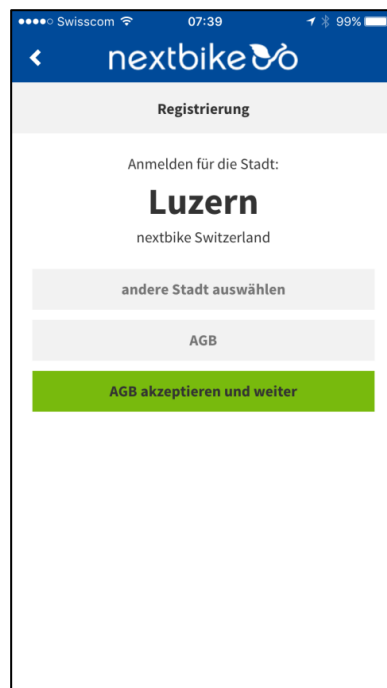 Swisscom 07:39 99%
nextbike
Registrierung
Anmelden für die Stadt:
Luzern
nextbike Switzerland
andere Stadt auswählen
AGB
AGB akzeptieren und weiter